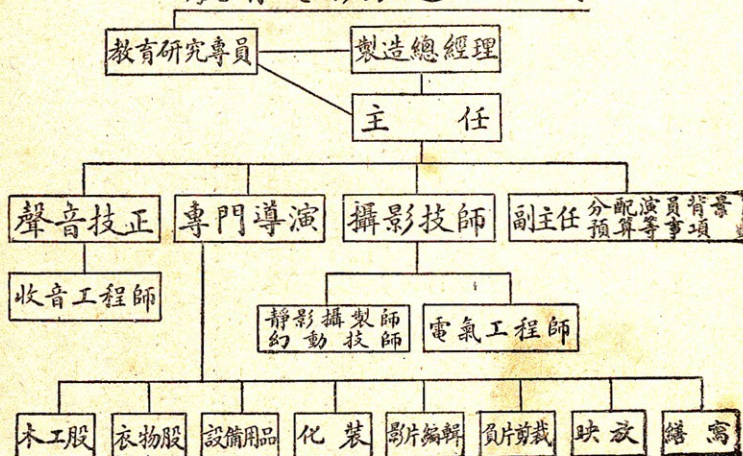 教育研究專員
製造總經理
主任
聲音技正
專門導演
攝影技師
副主任
分配演員背景
預算等事項
收音工程師
靜影攝製師
幻動技師
電氣工程師
木工股
衣物股
設備用品
化裝
影片編輯
負片剪裁
映放
繕寫